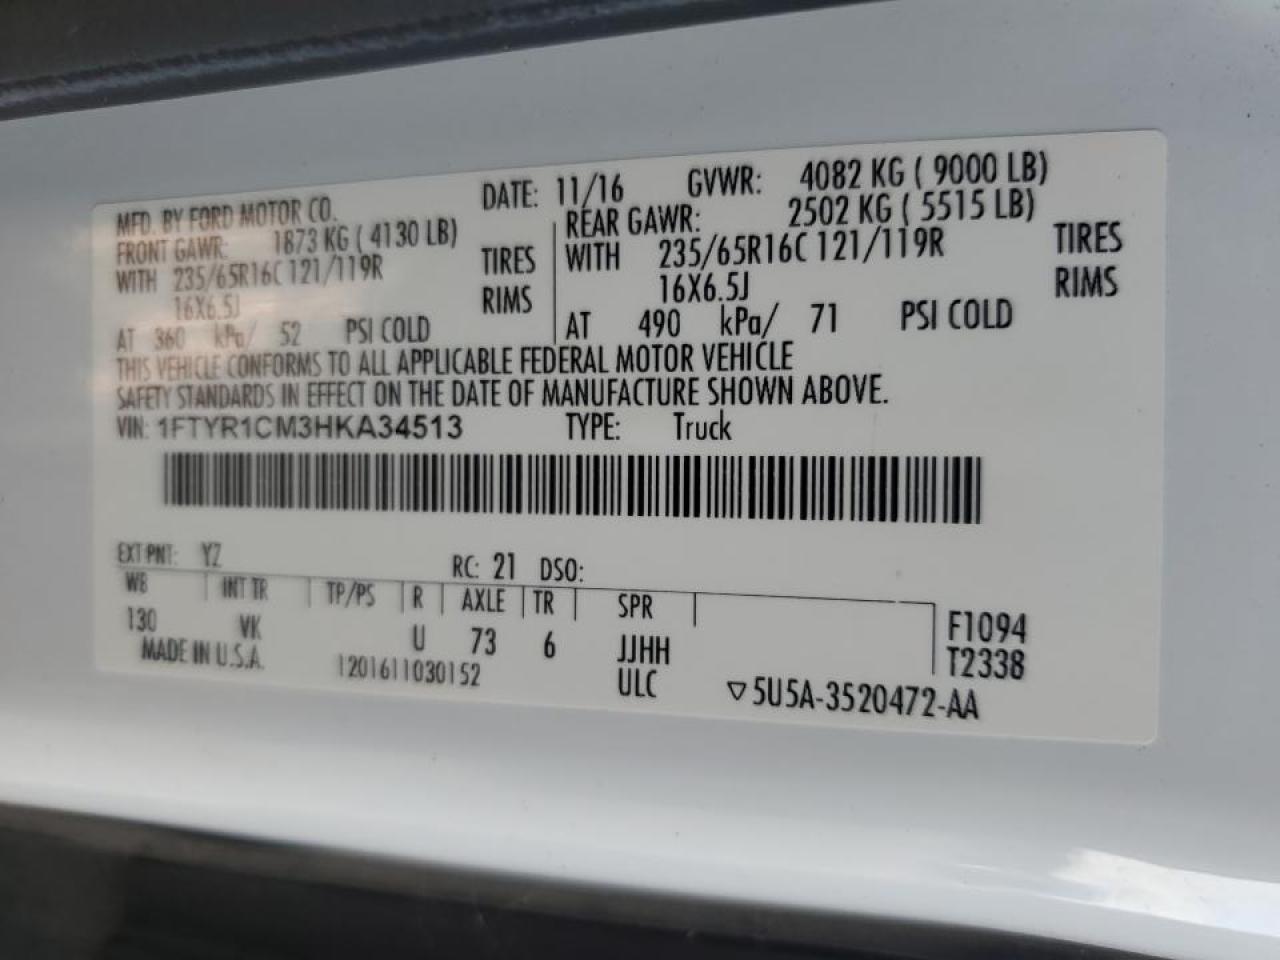 MFD. BY FORD MOTOR CO. DATE: 11/16 GVWR: 4082 KG ( 9000 LB)
FRONT GAWR: 1873 KG ( 4130 LB) REAR GAWR: 2502 KG ( 5515 LB)
WITH 235/65R16C 121/119R TIRES WITH 235/65R16C 121/119R TIRES
16X6.5J RIMS 16X6.5J RIMS
AT 360 kPa/ 52 PSI COLD AT 490 kPa/ 71 PSI COLD
THIS VEHICLE CONFORMS TO ALL APPLICABLE FEDERAL MOTOR VEHICLE
SAFETY STANDARDS IN EFFECT ON THE DATE OF MANUFACTURE SHOWN ABOVE.
VIN: 1FTYR1CM3HKA34513 TYPE: Truck
EXT PNT: YZ RC: 21 DSO:
WB INT TR TP/PS R AXLE TR SPR
130 VK U 73 6 JJHH F1094
MADE IN U.S.A. 1201611030152 ULC T2338
▽5U5A-3520472-AA